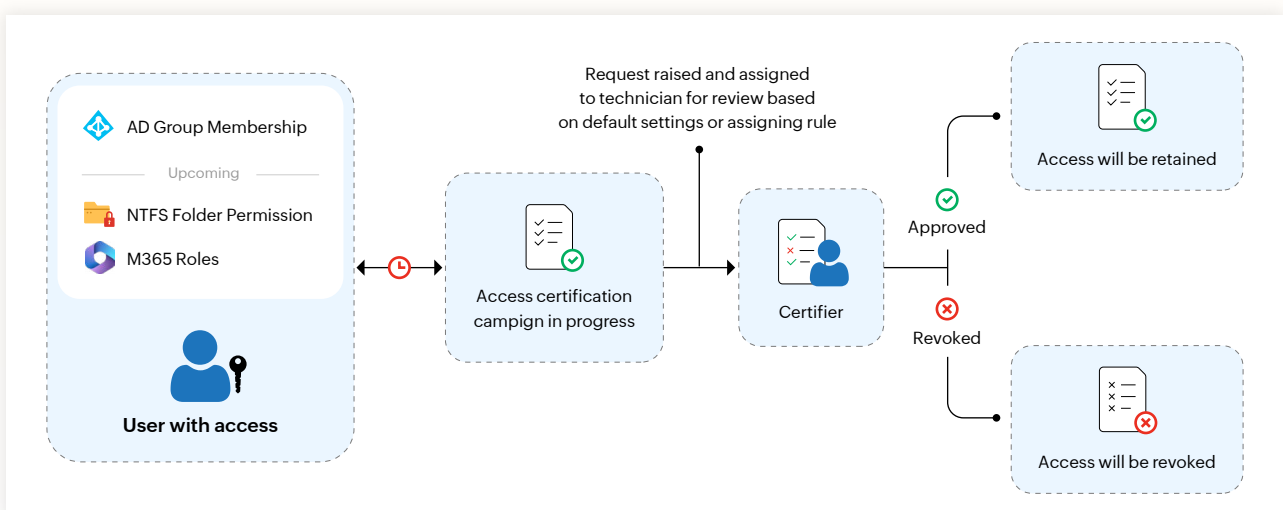 AD Group Membership
Upcoming
NTFS Folder Permission
M365 Roles
User with access
Access certification
campign in progress
Request raised and assigned
to technician for review based
on default settings or assigning rule
Certifier
Approved
Revoked
Access will be retained
Access will be revoked